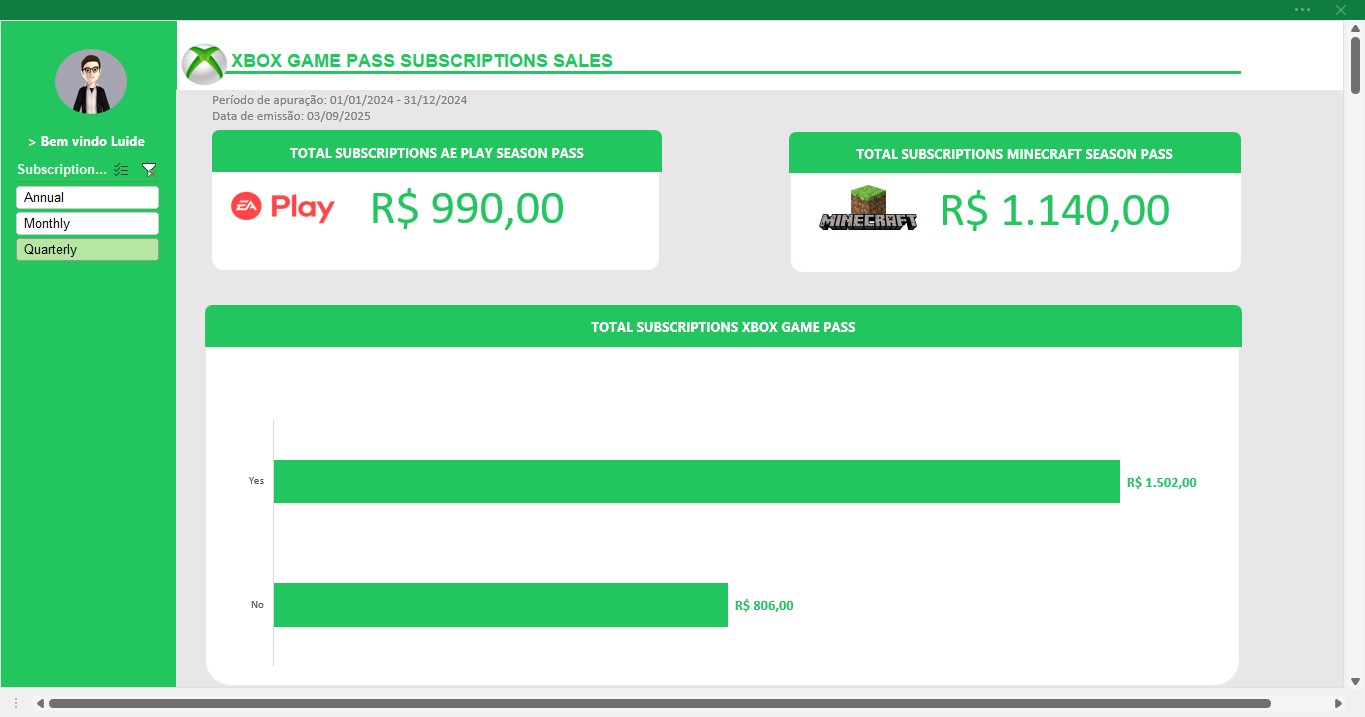 XBOX GAME PASS SUBSCRIPTIONS SALES
> Bem vindo Luide
Subscription...
Annual
Monthly
Quarterly
Período de apuração: 01/01/2024 - 31/12/2024
Data de emissão: 03/09/2025
TOTAL SUBSCRIPTIONS AE PLAY SEASON PASS
EA Play
R$ 990,00
TOTAL SUBSCRIPTIONS MINECRAFT SEASON PASS
MINECRAFT
R$ 1.140,00
TOTAL SUBSCRIPTIONS XBOX GAME PASS
Yes
R$ 1.502,00
No
R$ 806,00